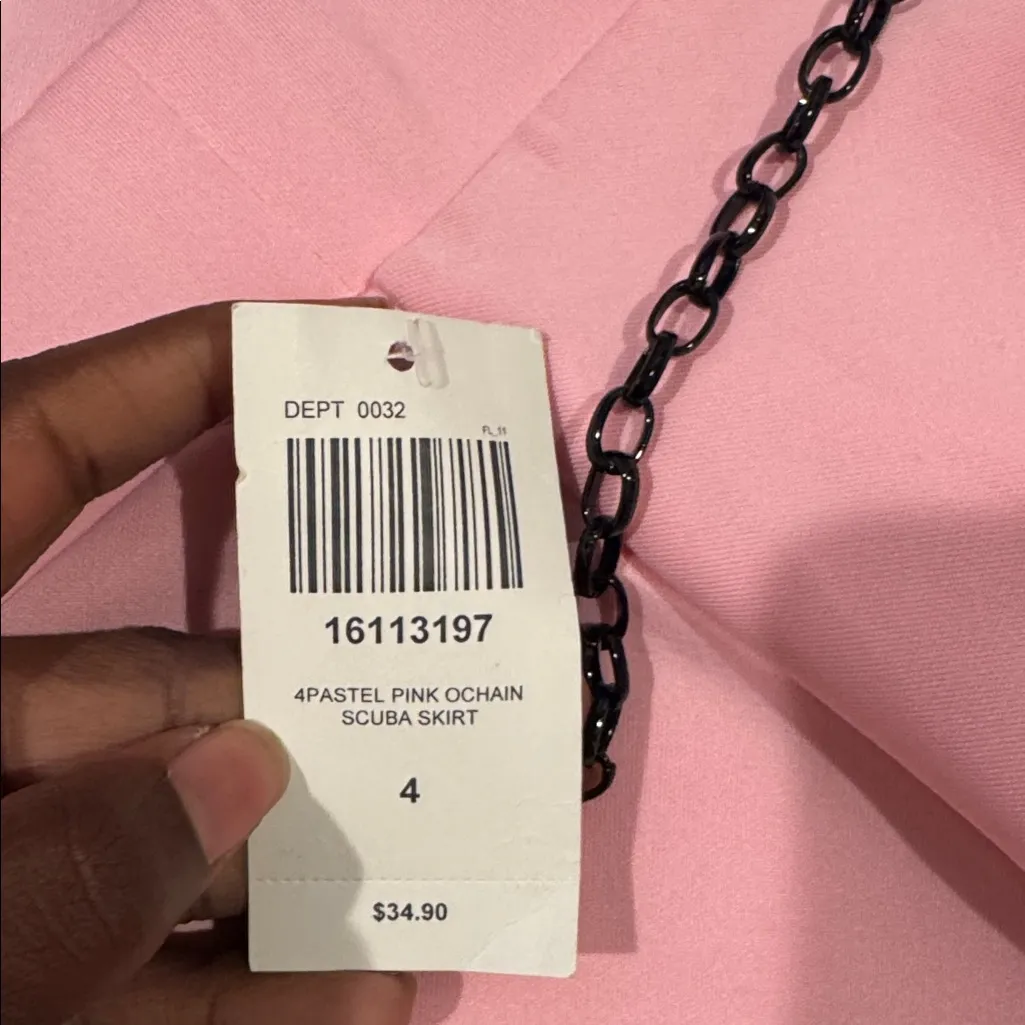 DEPT 0032
FL_11
16113197
4PASTEL PINK OCHAIN
SCUBA SKIRT
4
$34.90